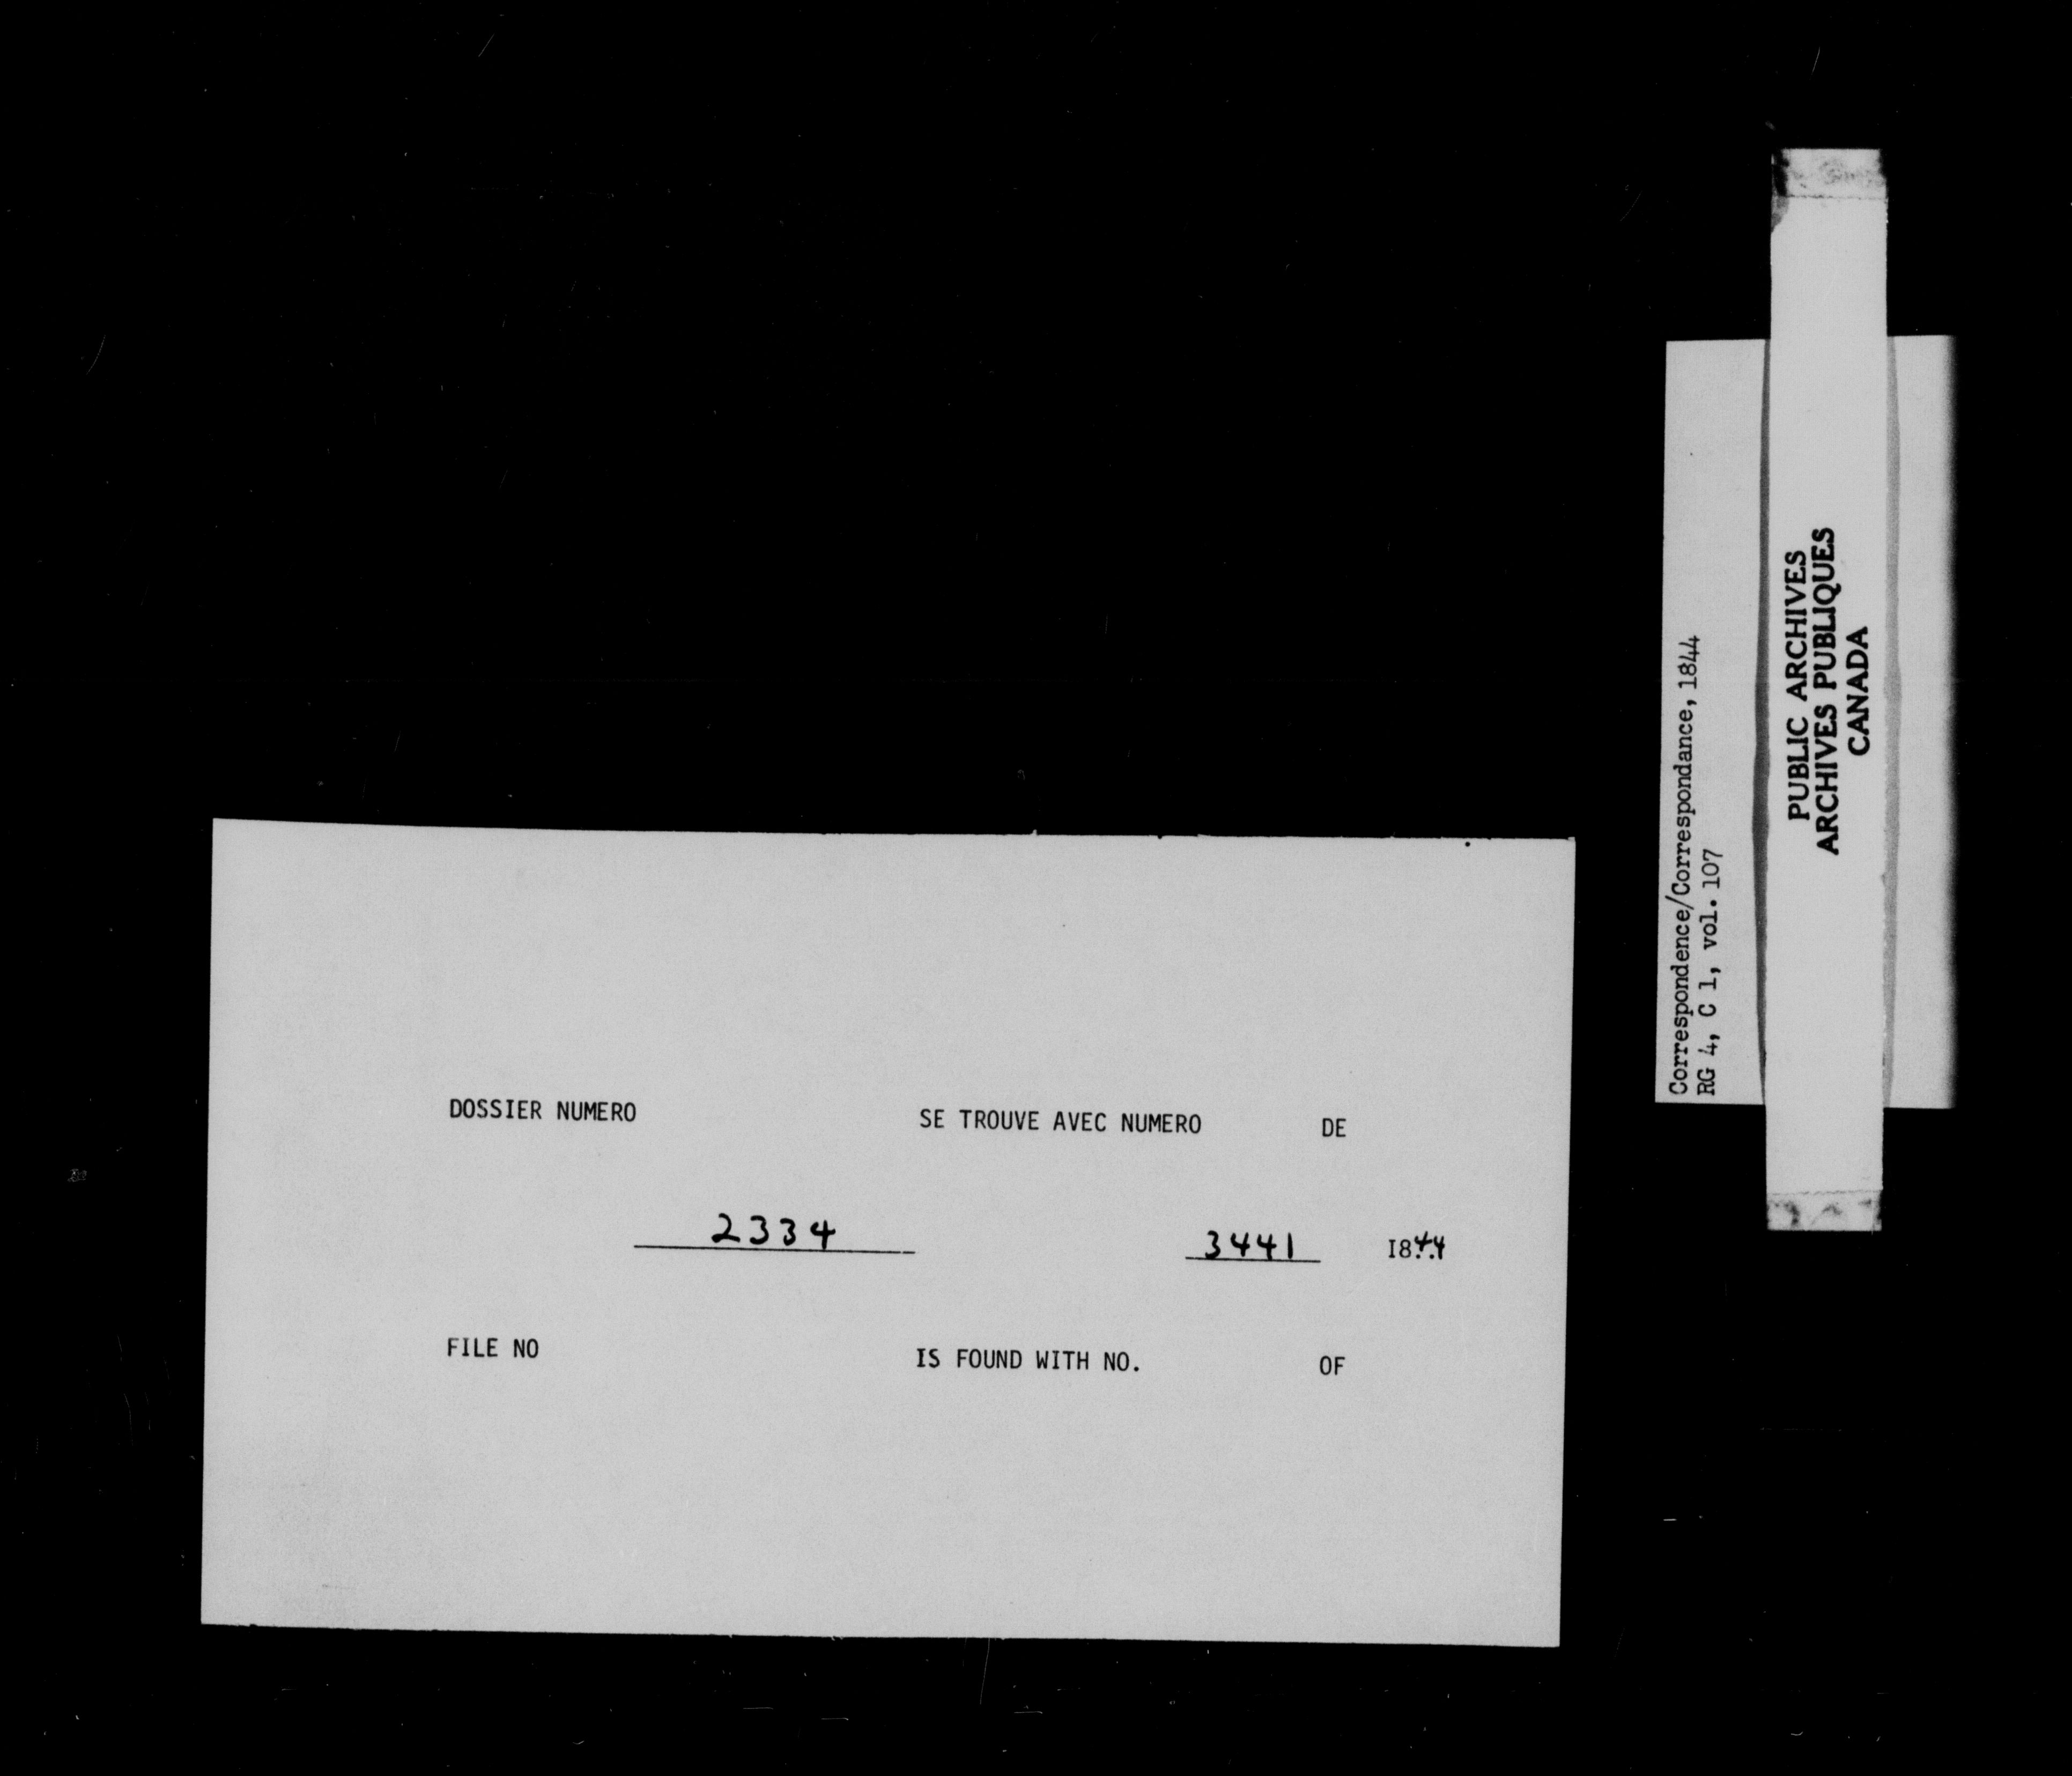 DOSSIER NUMERO SE TROUVE AVEC NUMERO DE
2334 3441 1844
FILE NO IS FOUND WITH NO. OF
Correspondence/Correspondance, 1844
RG 4, C 1, vol. 107
PUBLIC ARCHIVES
ARCHIVES PUBLIQUES
CANADA